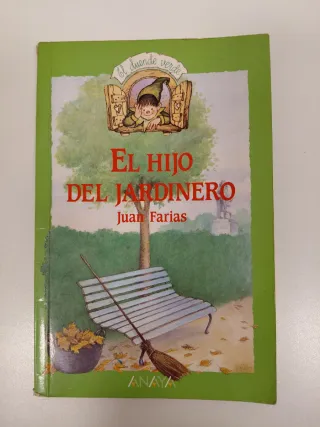 el duende verde
EL HIJO
DEL JARDINERO
Juan Farias
ANAYA